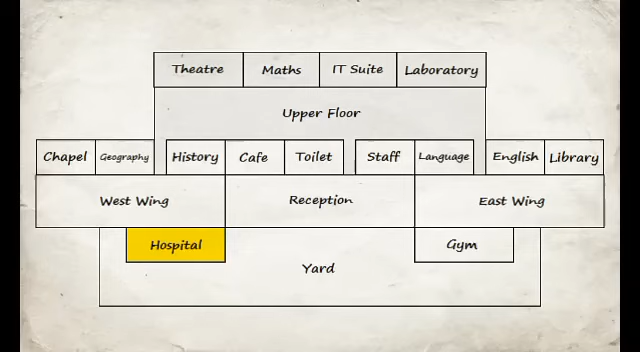 Theatre Maths IT Suite Laboratory
Upper Floor
Chapel Geography History Cafe Toilet Staff Language English Library
West Wing Reception East Wing
Hospital Gym
Yard